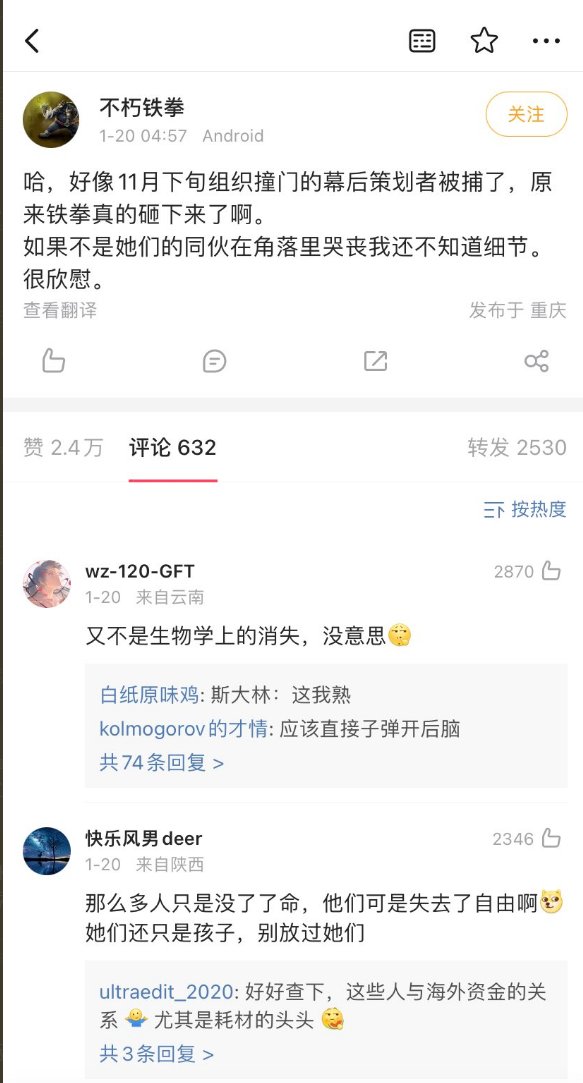 不朽铁拳
关注
1-20 04:57 Android
哈，好像11月下旬组织撞门的幕后策划者被捕了，原
来铁拳真的砸下来了啊。
如果不是她们的同伙在角落里哭丧我还不知道细节。
很欣慰。
查看翻译
发布于 重庆
赞 2.4万
评论 632
转发 2530
按热度
wz-120-GFT
2870
1-20 来自云南
又不是生物学上的消失，没意思
白纸原味鸡: 斯大林：这我熟
kolmogorov的才情: 应该直接子弹开后脑
共74条回复 >
快乐风男deer
2346
1-20 来自陕西
那么多人只是没了了命，他们可是失去了自由啊
她们还只是孩子，别放过她们
ultraedit_2020: 好好查下，这些人与海外资金的关
系 尤其是耗材的头头
共3条回复 >